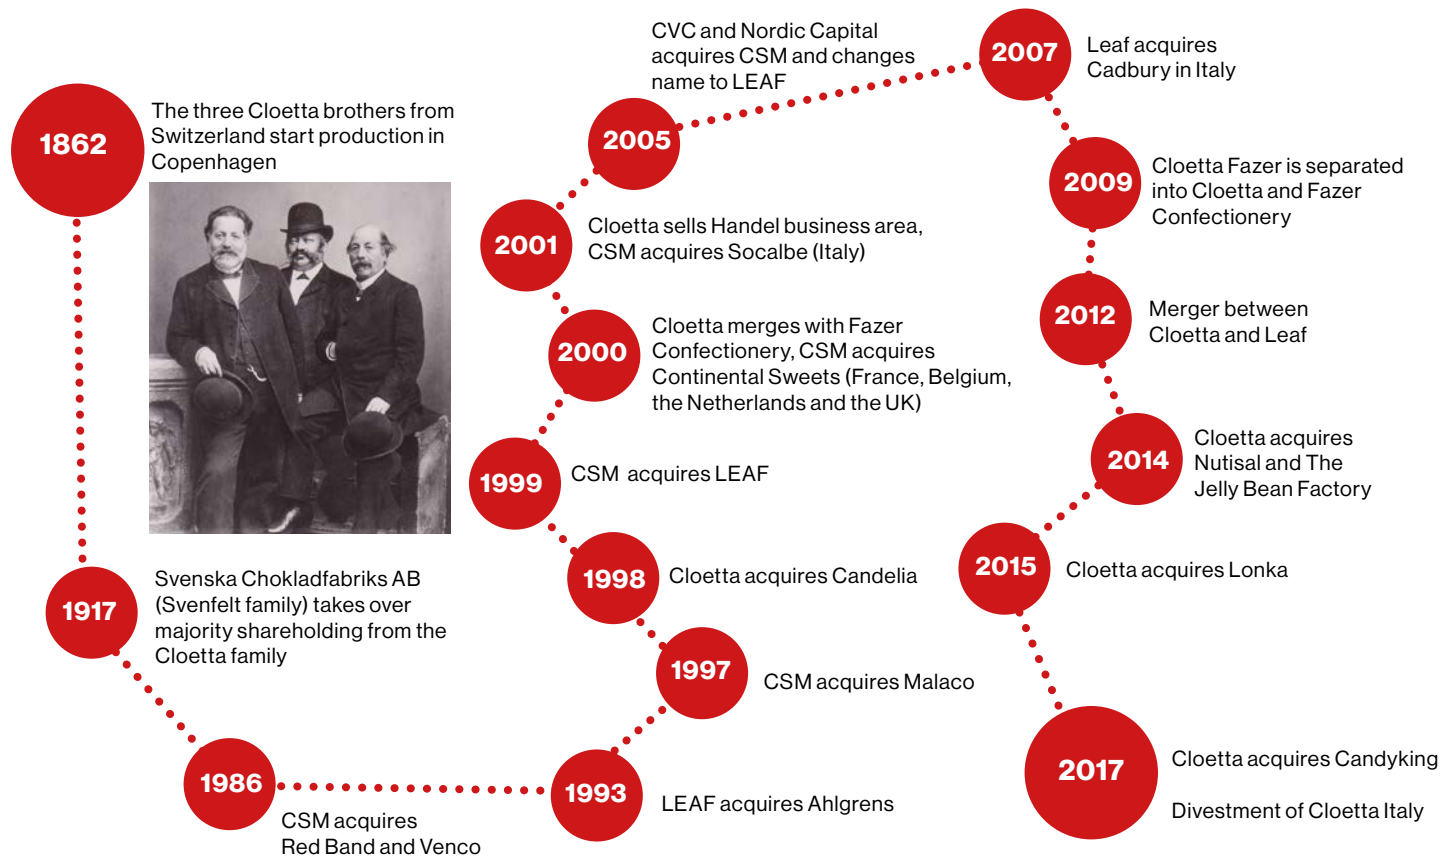 1862
The three Cloetta brothers from
Switzerland start production in
Copenhagen
1917
Svenska Chokladfabriks AB
(Svenfelt family) takes over
majority shareholding from the
Cloetta family
1986
CSM acquires
Red Band and Venco
1993
LEAF acquires Ahlgrens
1997
CSM acquires Malaco
1998
Cloetta acquires Candelia
1999
CSM acquires LEAF
2000
Cloetta merges with Fazer
Confectionery, CSM acquires
Continental Sweets (France, Belgium,
the Netherlands and the UK)
2001
Cloetta sells Handel business area,
CSM acquires Socalbe (Italy)
2005
CVC and Nordic Capital
acquires CSM and changes
name to LEAF
2007
Leaf acquires
Cadbury in Italy
2009
Cloetta Fazer is separated
into Cloetta and Fazer
Confectionery
2012
Merger between
Cloetta and Leaf
2014
Cloetta acquires
Nutisal and The
Jelly Bean Factory
2015
Cloetta acquires Lonka
2017
Cloetta acquires Candyking
Divestment of Cloetta Italy